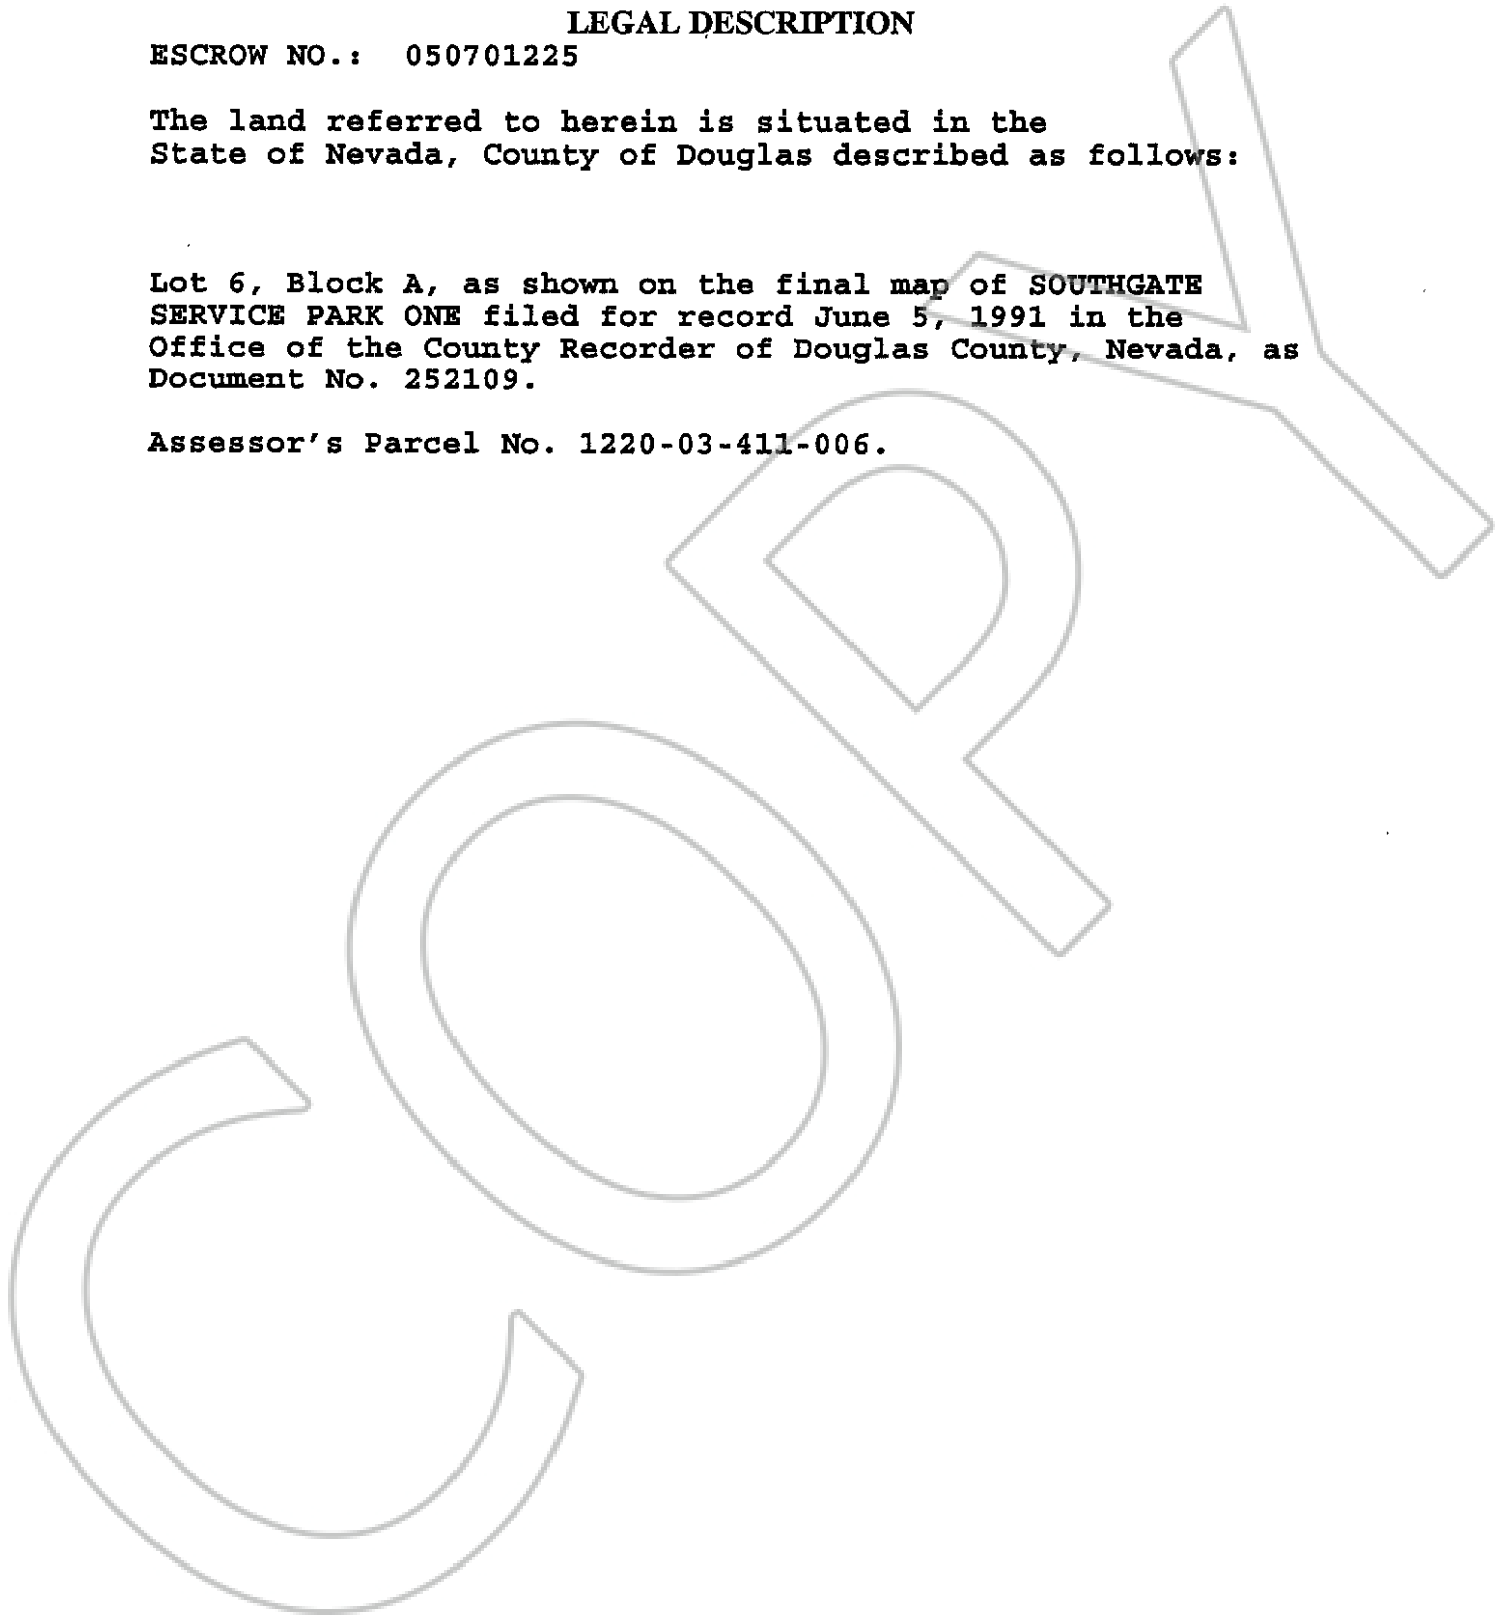 LEGAL DESCRIPTION
ESCROW NO.: 050701225
The land referred to herein is situated in the
State of Nevada, County of Douglas described as follows:
Lot 6, Block A, as shown on the final map of SOUTHGATE
SERVICE PARK ONE filed for record June 5, 1991 in the
Office of the County Recorder of Douglas County, Nevada, as
Document No. 252109.
Assessor's Parcel No. 1220-03-411-006.
COPY